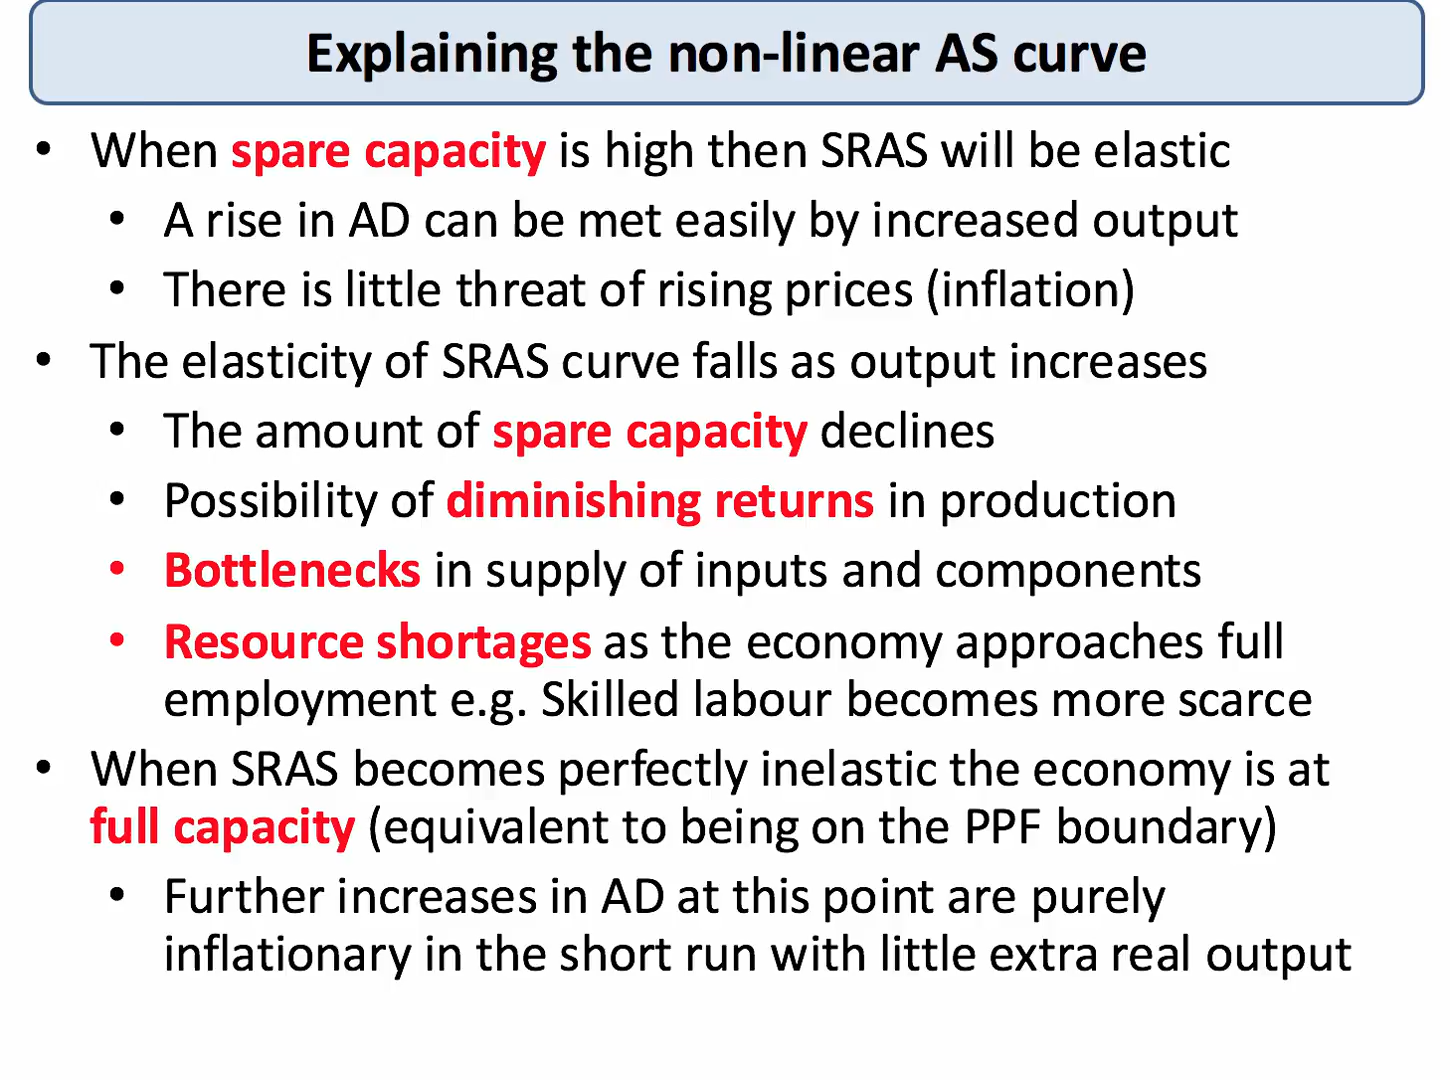 Explaining the non-linear AS curve
• When spare capacity is high then SRAS will be elastic
• A rise in AD can be met easily by increased output
• There is little threat of rising prices (inflation)
• The elasticity of SRAS curve falls as output increases
• The amount of spare capacity declines
• Possibility of diminishing returns in production
• Bottlenecks in supply of inputs and components
• Resource shortages as the economy approaches full
employment e.g. Skilled labour becomes more scarce
• When SRAS becomes perfectly inelastic the economy is at
full capacity (equivalent to being on the PPF boundary)
• Further increases in AD at this point are purely
inflationary in the short run with little extra real output